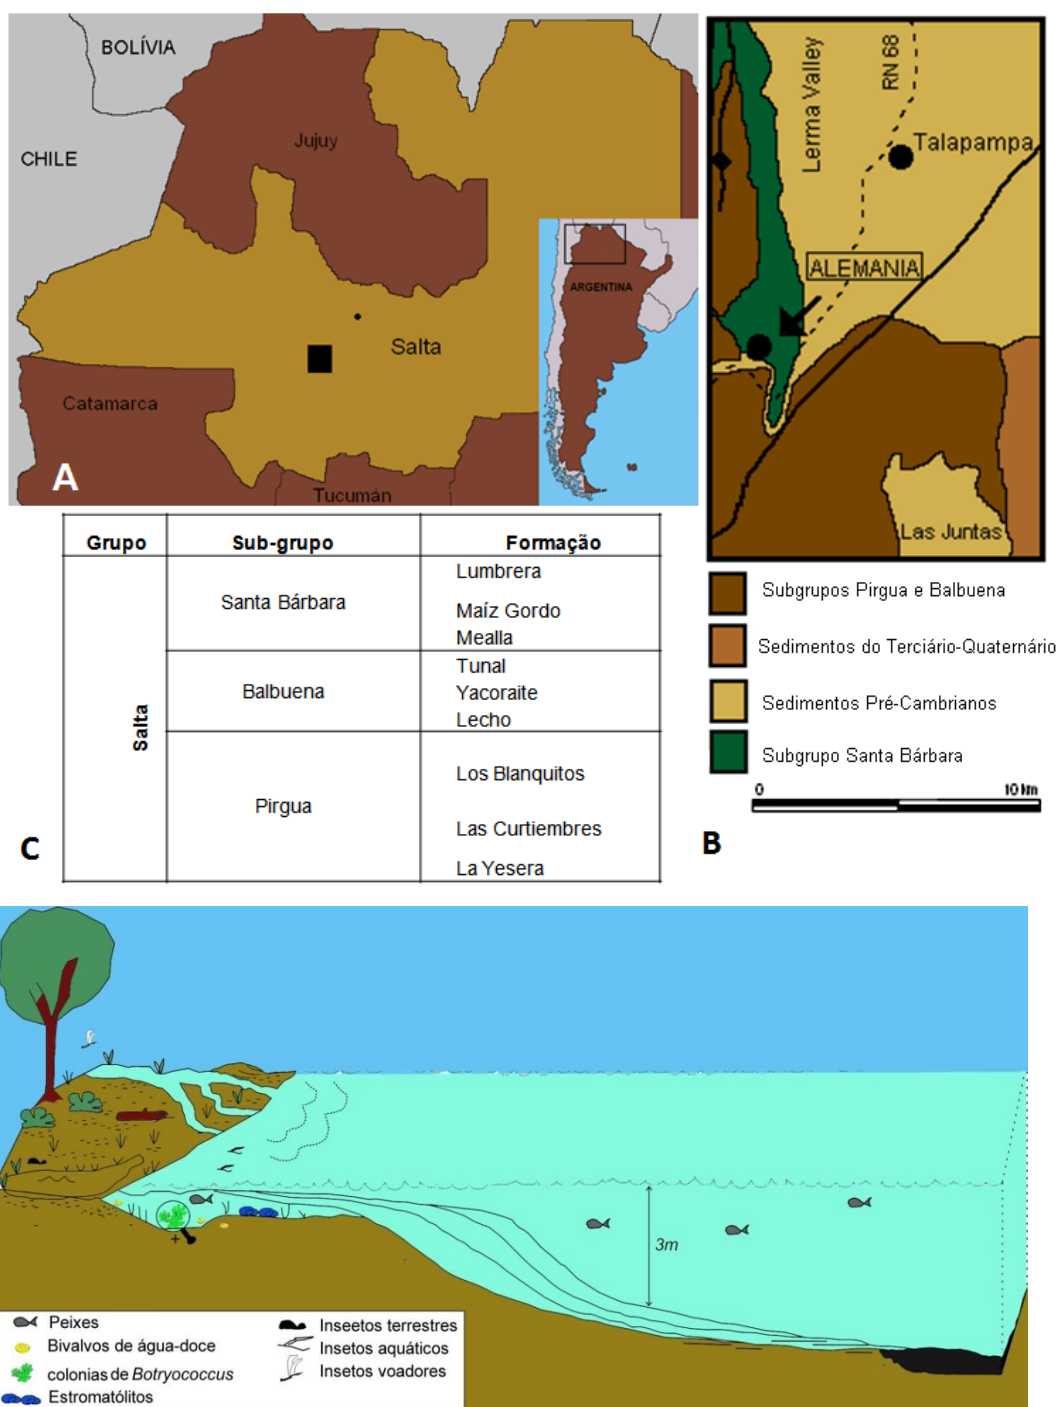 BOLÍVIA
CHILE
Jujuy
Salta
Catamarca
Tucumán
ARGENTINA
A
Lerma Valley
RN 68
Talapampa
ALEMANIA
Las Juntas
Subgrupos Pirgua e Balbuena
Sedimentos do Terciário-Quaternário
Sedimentos Pré-Cambrianos
Subgrupo Santa Bárbara
0 10 km
B
Grupo Sub-grupo Formação
Salta
Santa Bárbara
Lumbrera
Maíz Gordo
Mealla
Balbuena
Tunal
Yacoraite
Lecho
Pirgua
Los Blanquitos
Las Curtiembres
La Yesera
C
3m
+
Peixes
Bivalvos de água-doce
colonias de Botryococcus
Estromatólitos
Inseetos terrestres
Insetos aquáticos
Insetos voadores